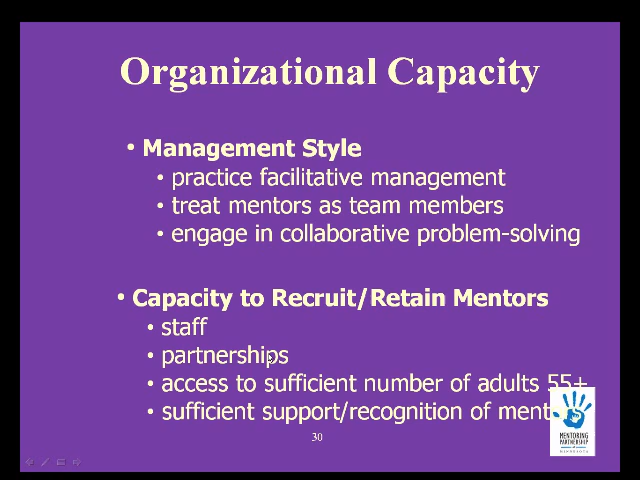 Organizational Capacity
• Management Style
• practice facilitative management
• treat mentors as team members
• engage in collaborative problem-solving
• Capacity to Recruit/Retain Mentors
• staff
• partnerships
• access to sufficient number of adults 55+
• sufficient support/recognition of
30
MENTORING
PARTNERSHIP
MINNESOTA